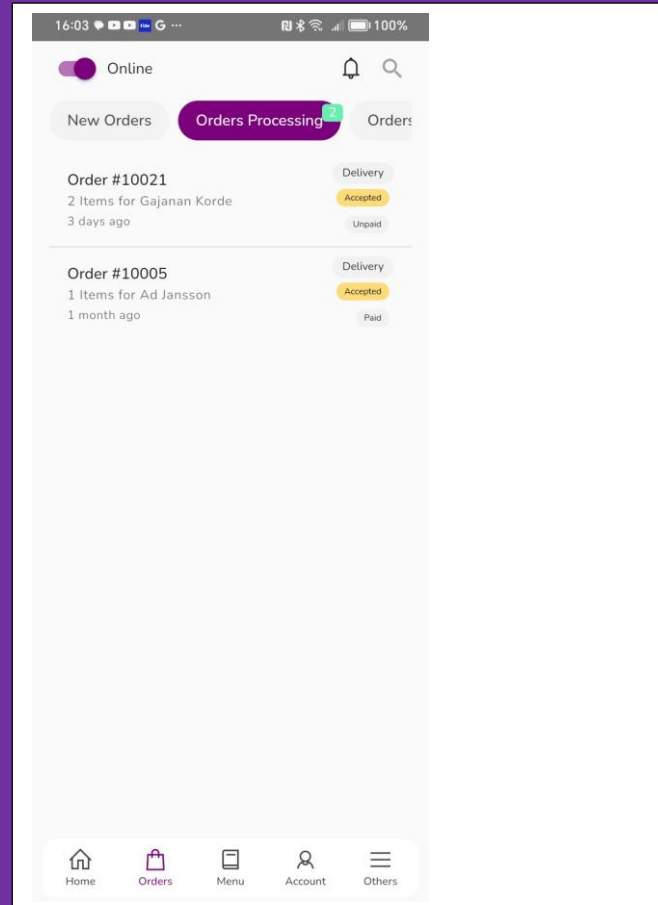 16:03 G ... 100%
Online
New Orders Orders Processing 2 Orders
Order #10021 Delivery
2 Items for Gajanan Korde Accepted
3 days ago Unpaid
Order #10005 Delivery
1 Items for Ad Jansson Accepted
1 month ago Paid
Home Orders Menu Account Others